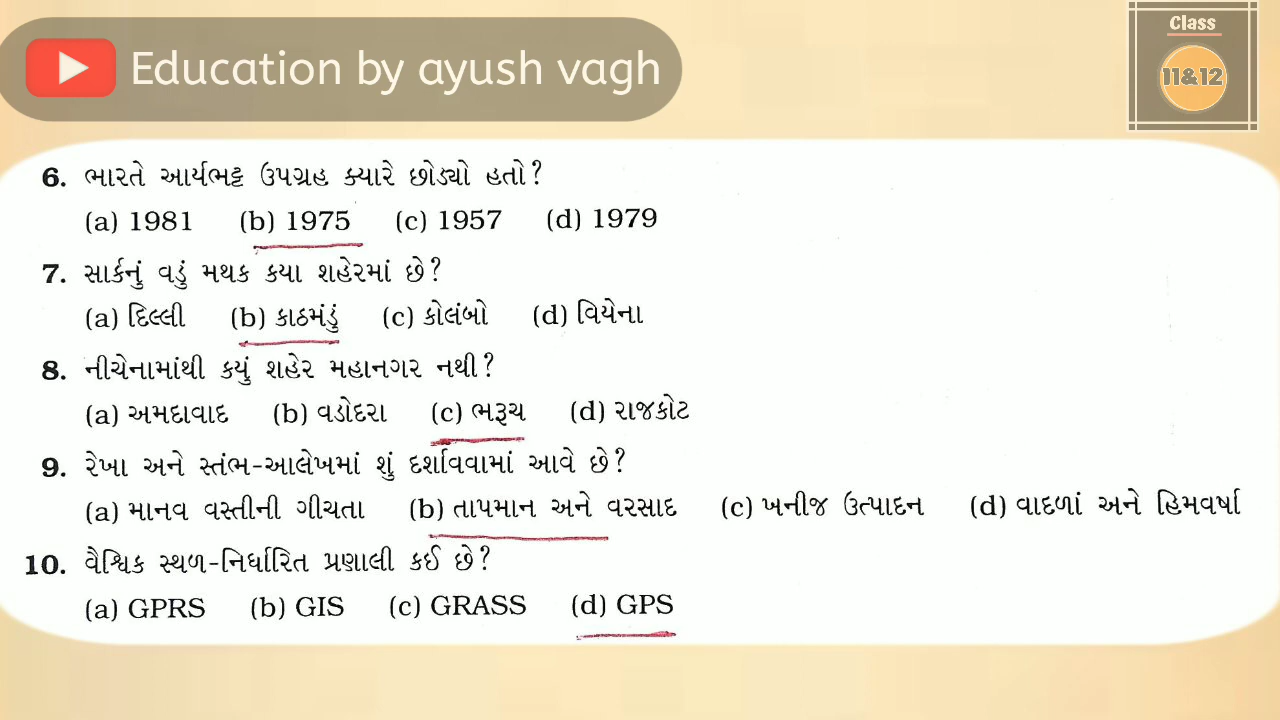 Education by ayush vagh
Class
11&12
6. ભારતે આર્યભટ્ટ ઉપગ્રહ ક્યારે છોડ્યો હતો?
(a) 1981 (b) 1975 (c) 1957 (d) 1979
7. સાર્કનું વડું મથક કયા શહેરમાં છે?
(a) દિલ્લી (b) કાઠમંડું (c) કોલંબો (d) વિયેના
8. નીચેનામાંથી કયું શહેર મહાનગર નથી?
(a) અમદાવાદ (b) વડોદરા (c) ભરૂચ (d) રાજકોટ
9. રેખા અને સ્તંભ-આલેખમાં શું દર્શાવવામાં આવે છે?
(a) માનવ વસ્તીની ગીચતા (b) તાપમાન અને વરસાદ (c) ખનીજ ઉત્પાદન (d) વાદળાં અને હિમવર્ષા
10. વૈશ્વિક સ્થળ-નિર્ધારિત પ્રણાલી કઈ છે?
(a) GPRS (b) GIS (c) GRASS (d) GPS